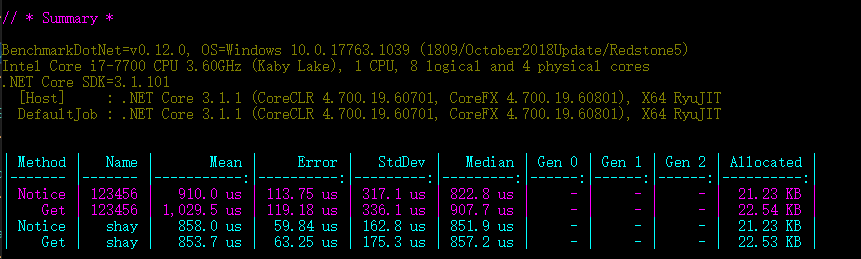 // * Summary *
BenchmarkDotNet=v0.12.0, OS=Windows 10.0.17763.1039 (1809/October2018Update/Redstone5)
Intel Core i7-7700 CPU 3.60GHz (Kaby Lake), 1 CPU, 8 logical and 4 physical cores
.NET Core SDK=3.1.101
[Host]     : .NET Core 3.1.1 (CoreCLR 4.700.19.60701, CoreFX 4.700.19.60801), X64 RyuJIT
DefaultJob : .NET Core 3.1.1 (CoreCLR 4.700.19.60701, CoreFX 4.700.19.60801), X64 RyuJIT
| Method | Name | Mean | Error | StdDev | Median | Gen 0 | Gen 1 | Gen 2 | Allocated |
|------- |------- |-----------:|----------:|---------:|---------:|------:|------:|------:|----------:|
| Notice | 123456 | 910.0 us | 113.75 us | 317.1 us | 822.8 us | - | - | - | 21.23 KB |
| Get | 123456 | 1,029.5 us | 119.18 us | 336.1 us | 907.7 us | - | - | - | 22.54 KB |
| Notice | shay | 858.0 us | 59.84 us | 162.8 us | 851.9 us | - | - | - | 21.23 KB |
| Get | shay | 853.7 us | 63.25 us | 175.3 us | 857.2 us | - | - | - | 22.53 KB |